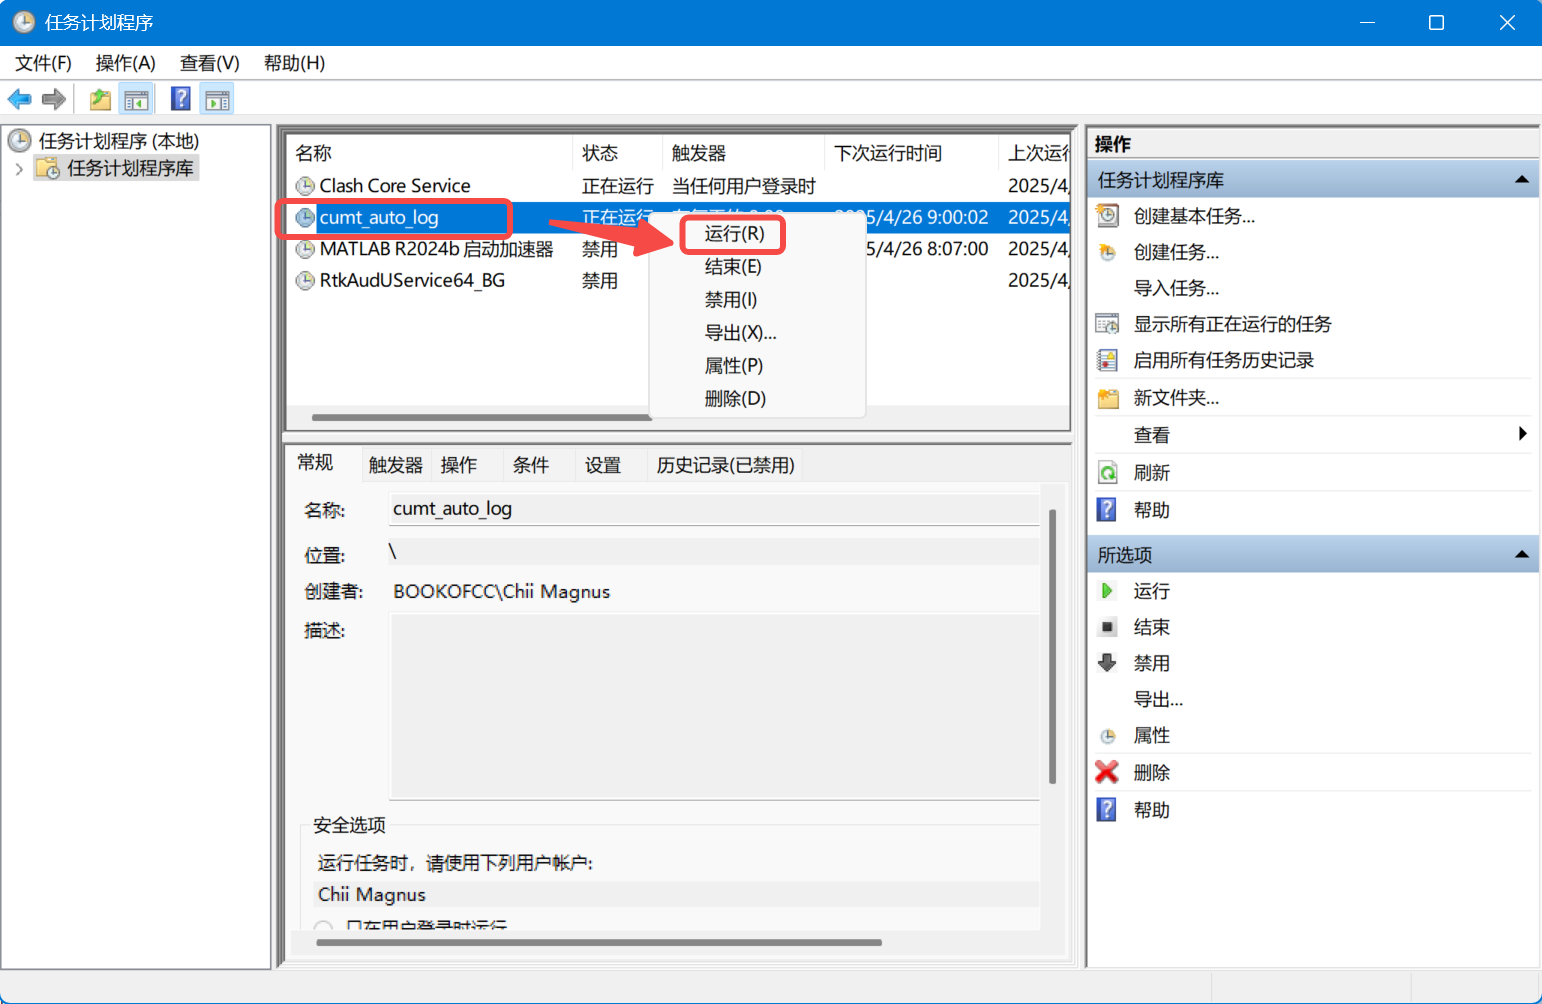 任务计划程序
文件(F) 操作(A) 查看(V) 帮助(H)
任务计划程序 (本地)
任务计划程序库
名称 状态 触发器 下次运行时间 上次运行
Clash Core Service 正在运行 当任何用户登录时 2025/4/
cumt_auto_log 正在运行 2025/4/26 9:00:02 2025/4/
MATLAB R2024b 启动加速器 禁用 5/4/26 8:07:00 2025/4/
RtkAudUService64_BG 禁用 2025/4/
运行(R)
结束(E)
禁用(I)
导出(X)...
属性(P)
删除(D)
常规 触发器 操作 条件 设置 历史记录(已禁用)
名称: cumt_auto_log
位置: \
创建者: BOOKOFCC\Chii Magnus
描述:
安全选项
运行任务时，请使用下列用户帐户:
Chii Magnus
只在用户登录时运行
操作
任务计划程序库
创建基本任务...
创建任务...
导入任务...
显示所有正在运行的任务
启用所有任务历史记录
新文件夹...
查看
刷新
帮助
所选项
运行
结束
禁用
导出...
属性
删除
帮助